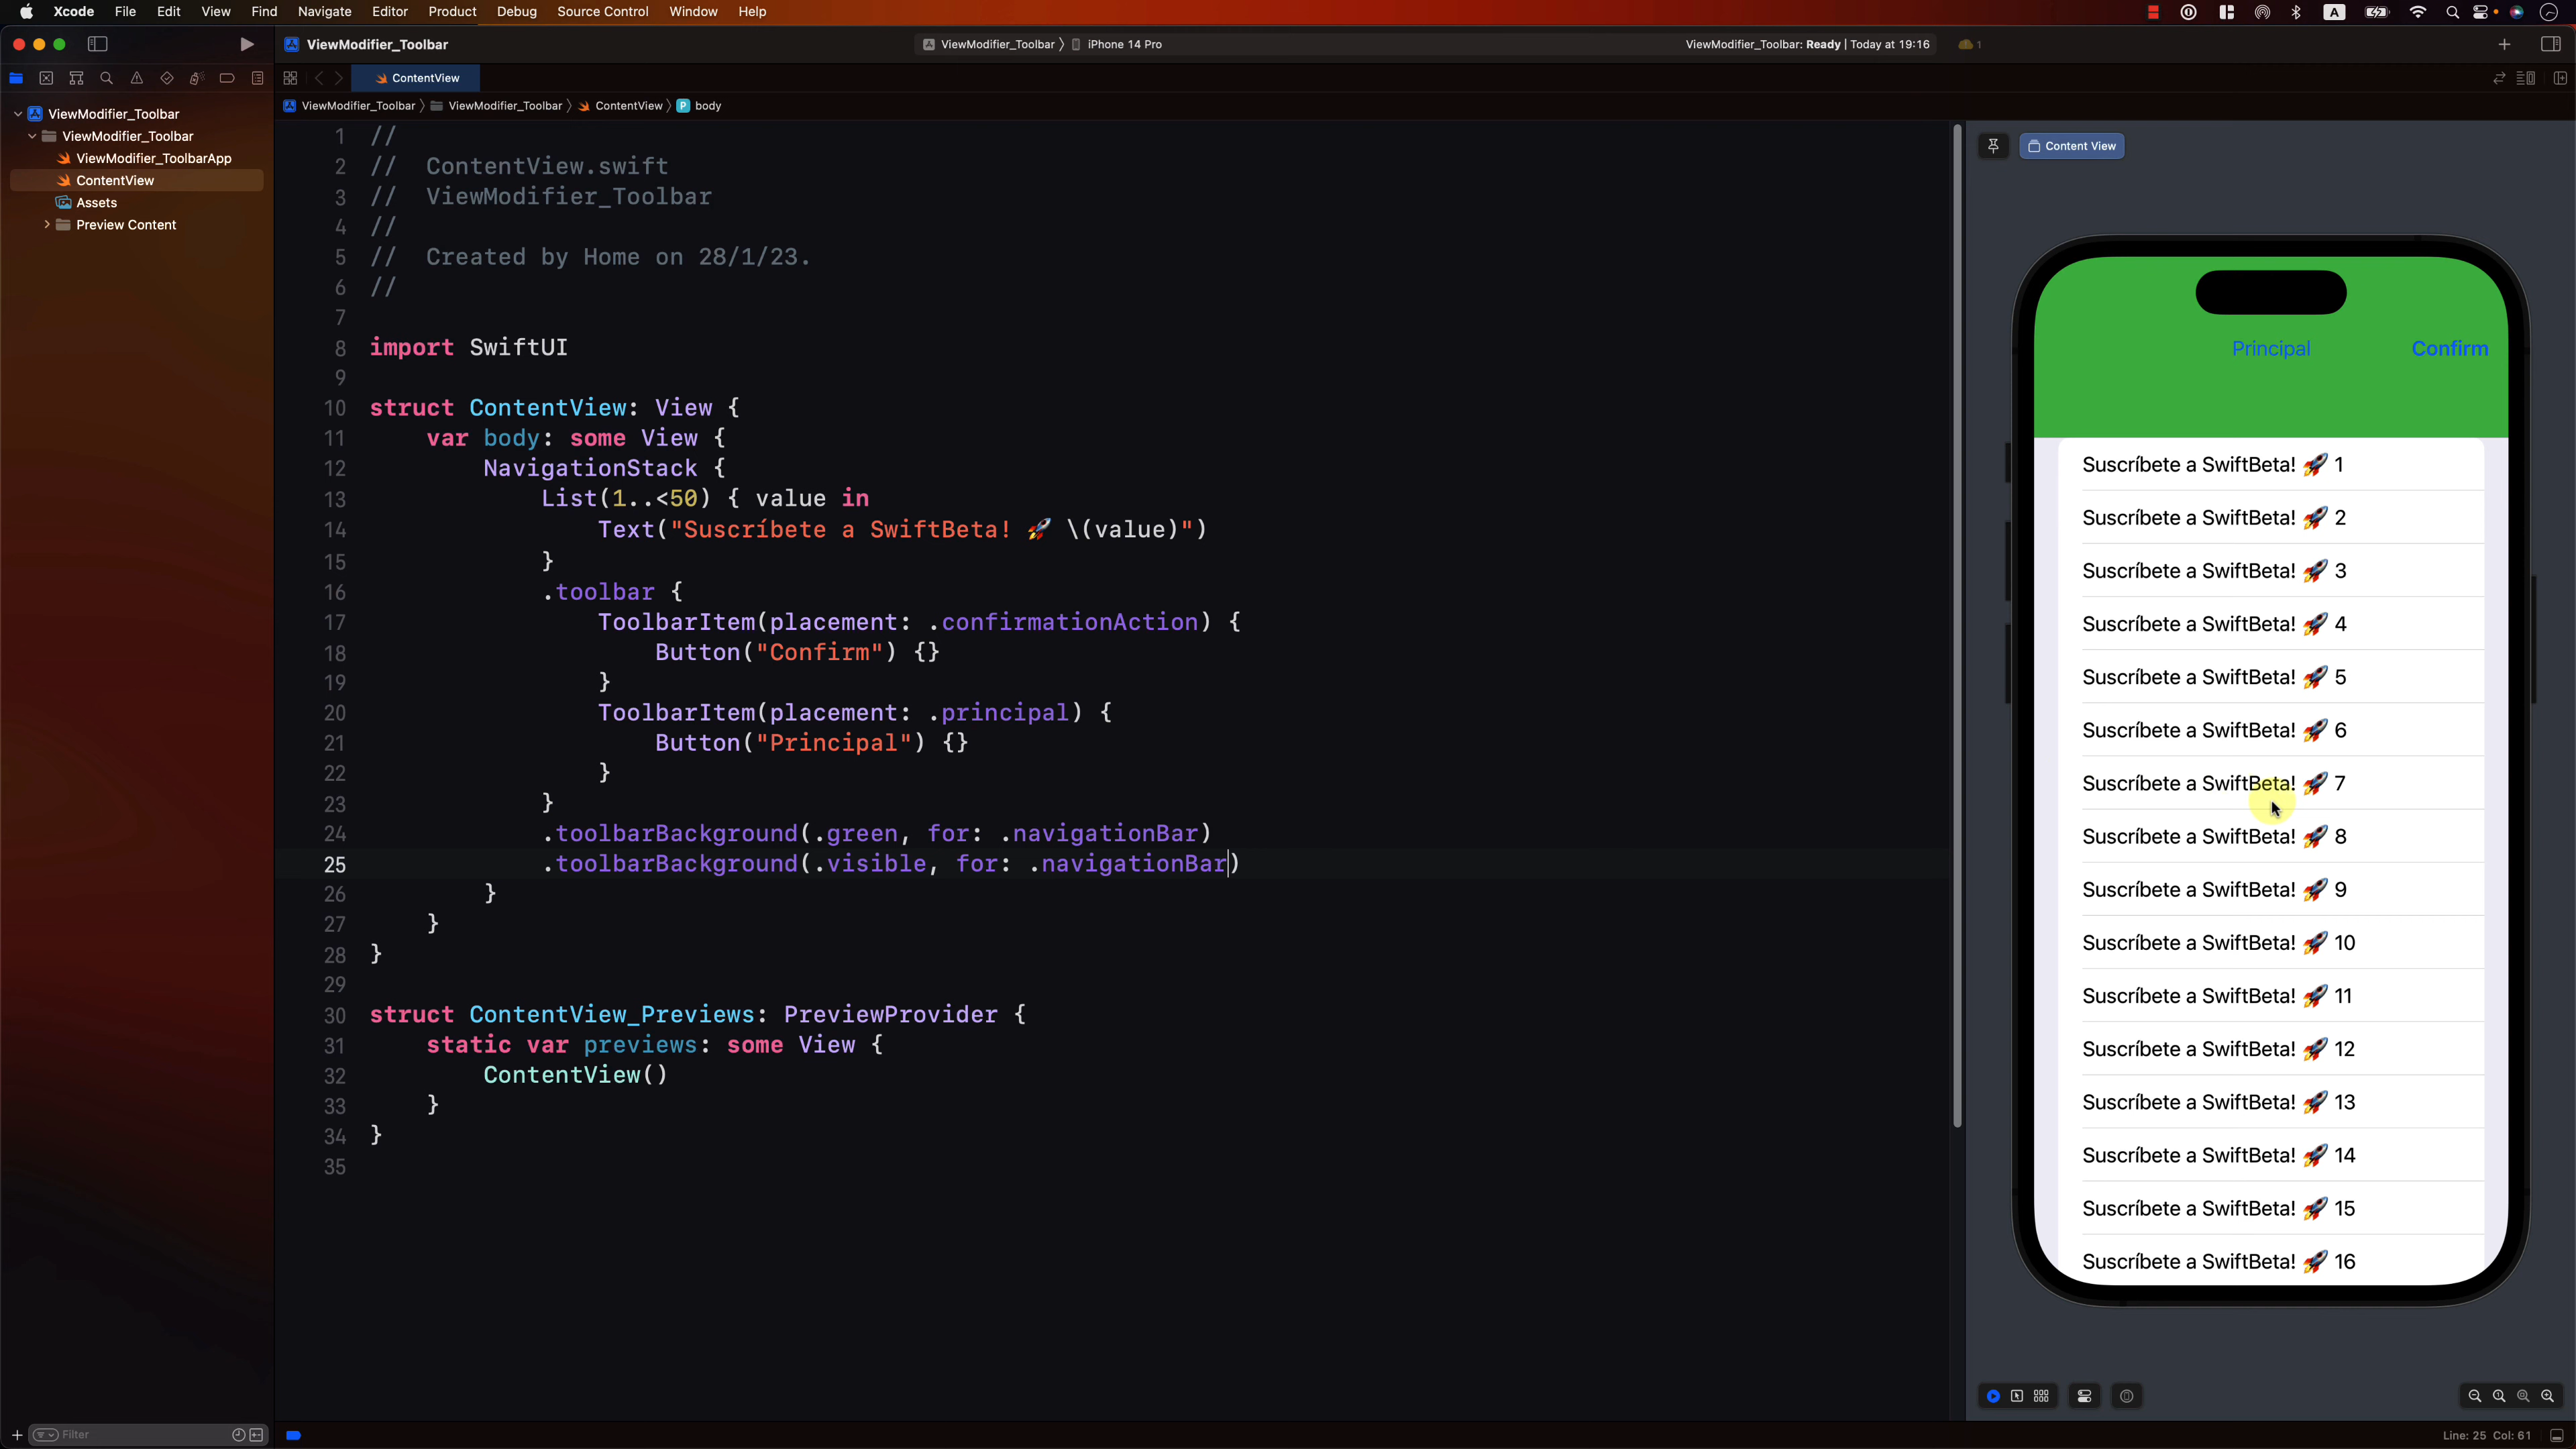 Xcode File Edit View Find Navigate Editor Product Debug Source Control Window Help
ViewModifier_Toolbar
ViewModifier_Toolbar 〉 iPhone 14 Pro
ViewModifier_Toolbar: Ready | Today at 19:16
1
ContentView
ViewModifier_Toolbar 〉 ViewModifier_Toolbar 〉 ContentView 〉 P body
ViewModifier_Toolbar
ViewModifier_Toolbar
ViewModifier_ToolbarApp
ContentView
Assets
Preview Content
1 //
2 //  ContentView.swift
3 //  ViewModifier_Toolbar
4 //
5 //  Created by Home on 28/1/23.
6 //
7
8 import SwiftUI
9
10 struct ContentView: View {
11     var body: some View {
12         NavigationStack {
13             List(1..<50) { value in
14                 Text("Suscríbete a SwiftBeta! 🚀 \(value)")
15             }
16             .toolbar {
17                 ToolbarItem(placement: .confirmationAction) {
18                     Button("Confirm") {}
19                 }
20                 ToolbarItem(placement: .principal) {
21                     Button("Principal") {}
22                 }
23             }
24             .toolbarBackground(.green, for: .navigationBar)
25             .toolbarBackground(.visible, for: .navigationBar)
26         }
27     }
28 }
29
30 struct ContentView_Previews: PreviewProvider {
31     static var previews: some View {
32         ContentView()
33     }
34 }
35
Content View
Principal Confirm
Suscríbete a SwiftBeta! 🚀 1
Suscríbete a SwiftBeta! 🚀 2
Suscríbete a SwiftBeta! 🚀 3
Suscríbete a SwiftBeta! 🚀 4
Suscríbete a SwiftBeta! 🚀 5
Suscríbete a SwiftBeta! 🚀 6
Suscríbete a SwiftBeta! 🚀 7
Suscríbete a SwiftBeta! 🚀 8
Suscríbete a SwiftBeta! 🚀 9
Suscríbete a SwiftBeta! 🚀 10
Suscríbete a SwiftBeta! 🚀 11
Suscríbete a SwiftBeta! 🚀 12
Suscríbete a SwiftBeta! 🚀 13
Suscríbete a SwiftBeta! 🚀 14
Suscríbete a SwiftBeta! 🚀 15
Suscríbete a SwiftBeta! 🚀 16
Filter
Line: 25 Col: 61